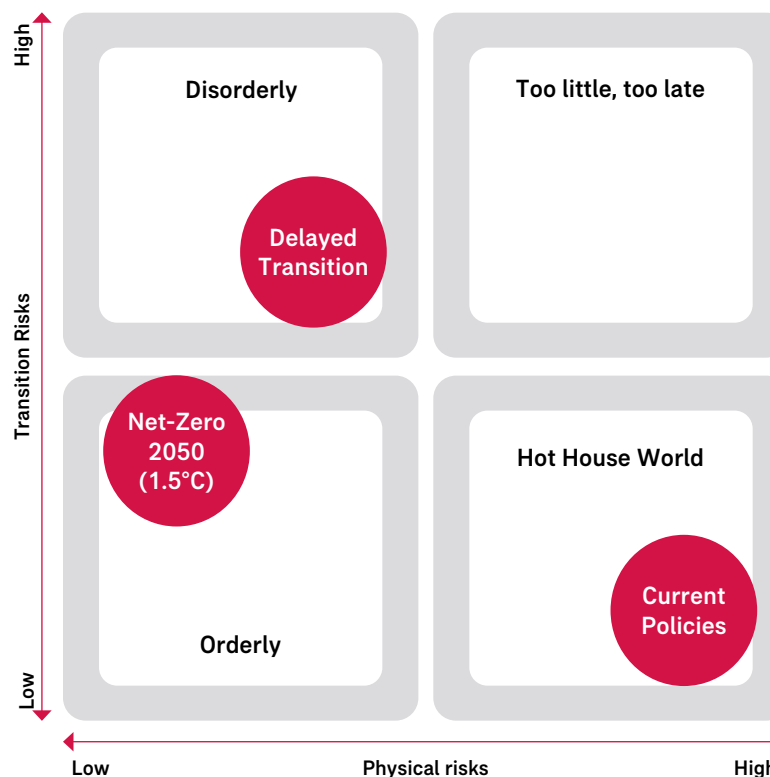 High
Disorderly
Too little, too late
Delayed
Transition
Transition Risks
Net-Zero
2050
(1.5°C)
Hot House World
Current
Policies
Orderly
Low
Low
Physical risks
High